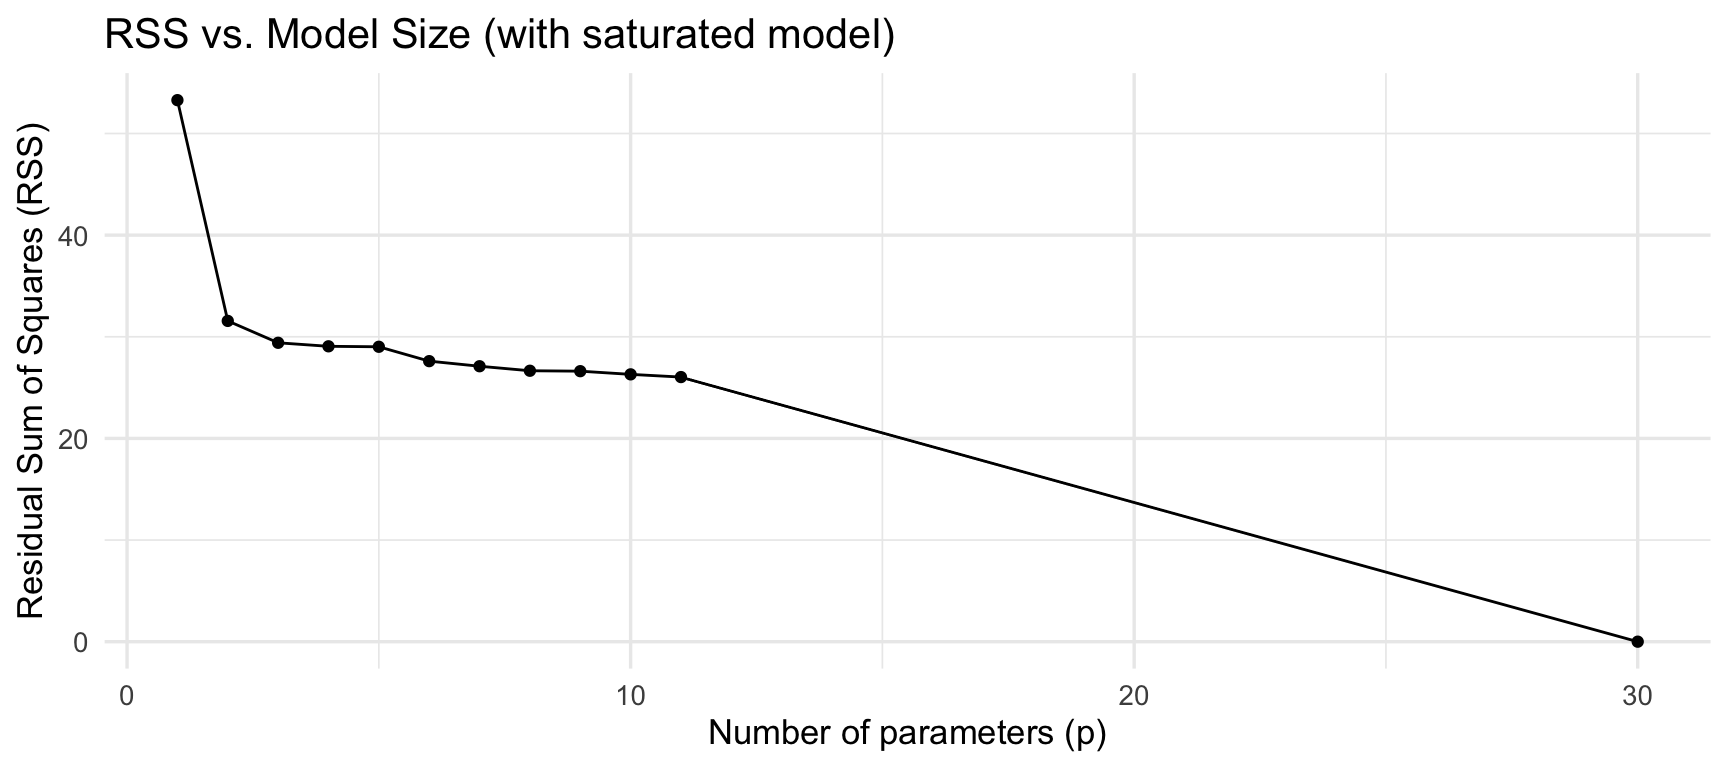 RSS vs. Model Size (with saturated model)
Residual Sum of Squares (RSS)
40
20
0
0
10
20
30
Number of parameters (p)